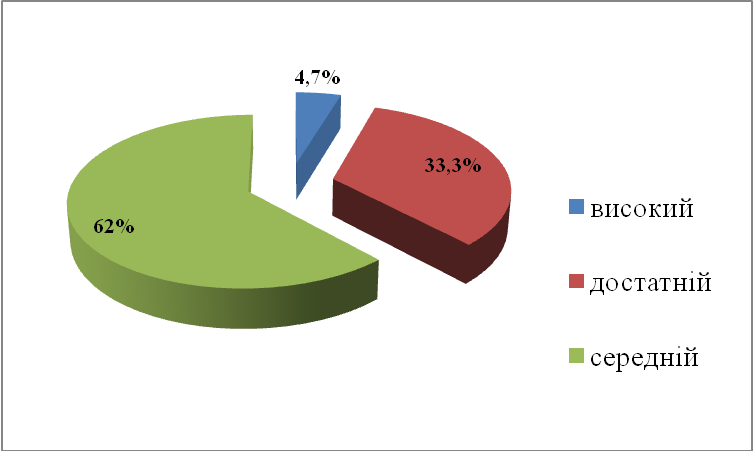 4,7%
33,3%
62%
високий
достатній
середній